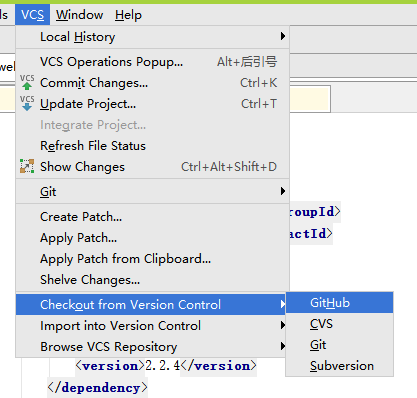 ls VCS Window Help
Local History
VCS Operations Popup... Alt+后引号
we
VCS Commit Changes... Ctrl+K
VCS Update Project... Ctrl+T
Integrate Project...
Refresh File Status
Show Changes Ctrl+Alt+Shift+D
Git
Create Patch...
roupId>
Apply Patch...
actId>
Apply Patch from Clipboard...
Shelve Changes...
Checkout from Version Control
GitHub
Import into Version Control
CVS
Browse VCS Repository
Git
<version>2.2.4</version>
Subversion
</dependency>